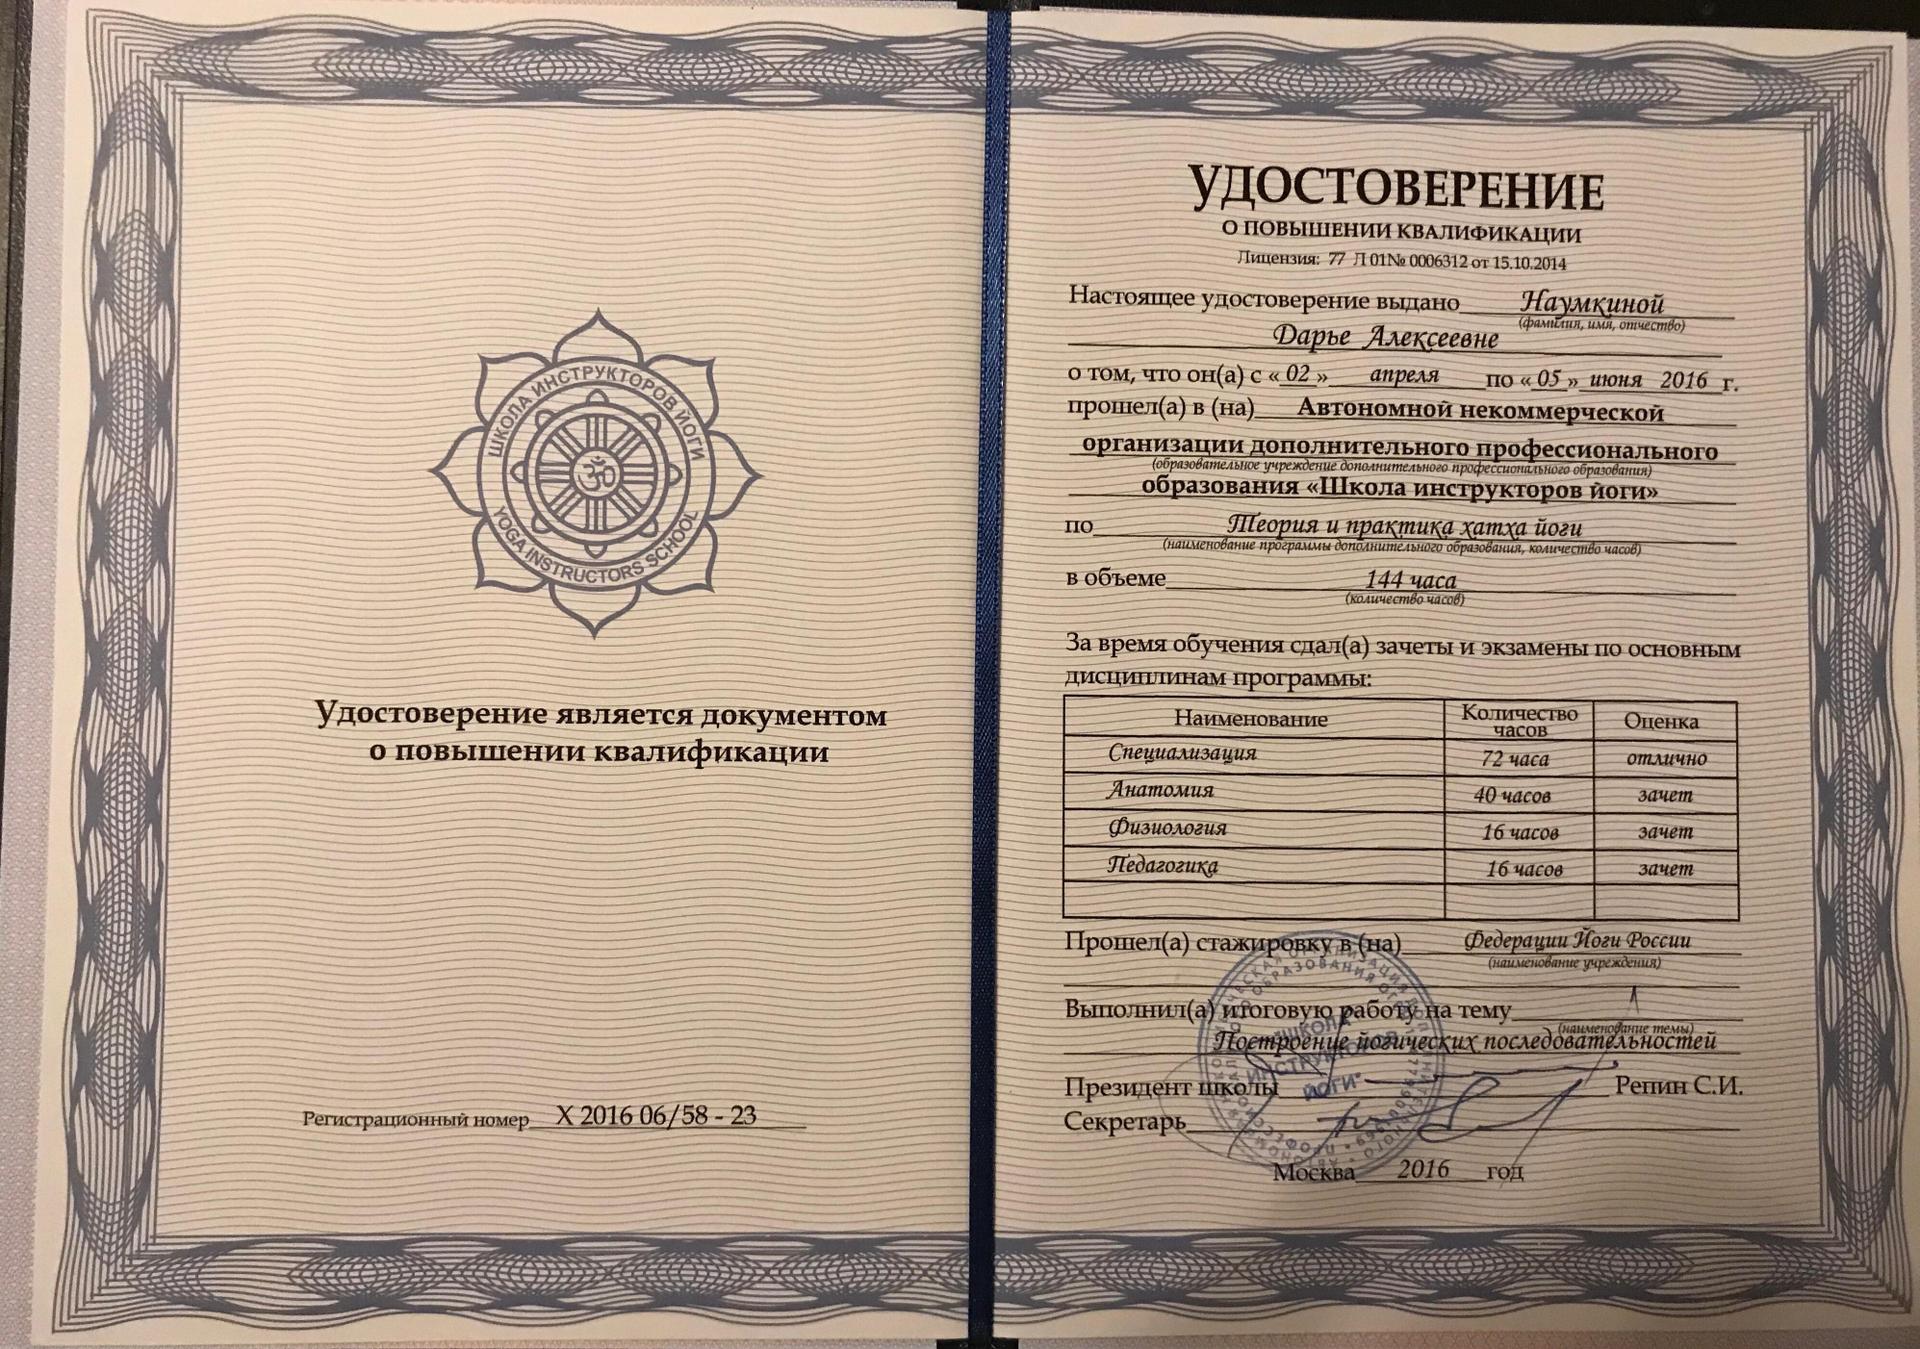 ШКОЛА ИНСТРУКТОРОВ ЙОГИ
YOGA INSTRUCTORS SCHOOL
Удостоверение является документом
о повышении квалификации
Регистрационный номер X 2016 06/58 - 23
УДОСТОВЕРЕНИЕ
О ПОВЫШЕНИИ КВАЛИФИКАЦИИ
Лицензия: 77 Л 01№ 0006312 от 15.10.2014
Настоящее удостоверение выдано Наумкиной
(фамилия, имя, отчество)
Дарье Алексеевне
о том, что он(а) с «02» апреля по «05» июня 2016 г.
прошел(а) в (на) Автономной некоммерческой
организации дополнительного профессионального
(образовательное учреждение дополнительного профессионального образования)
образования «Школа инструкторов йоги»
по Теория и практика хатха йоги
(наименование программы дополнительного образования, количество часов)
в объеме 144 часа
(количество часов)
За время обучения сдал(а) зачеты и экзамены по основным
дисциплинам программы:
Наименование Количество часов Оценка
Специализация 72 часа отлично
Анатомия 40 часов зачет
Физиология 16 часов зачет
Педагогика 16 часов зачет
Прошел(а) стажировку в (на) Федерации Йоги России
(наименование учреждения)
Выполнил(а) итоговую работу на тему
(наименование темы)
Построение йогических последовательностей
Президент школы Репин С.И.
Секретарь
Москва 2016 год
"ШКОЛА
ИНСТРУКТОРОВ
ЙОГИ"